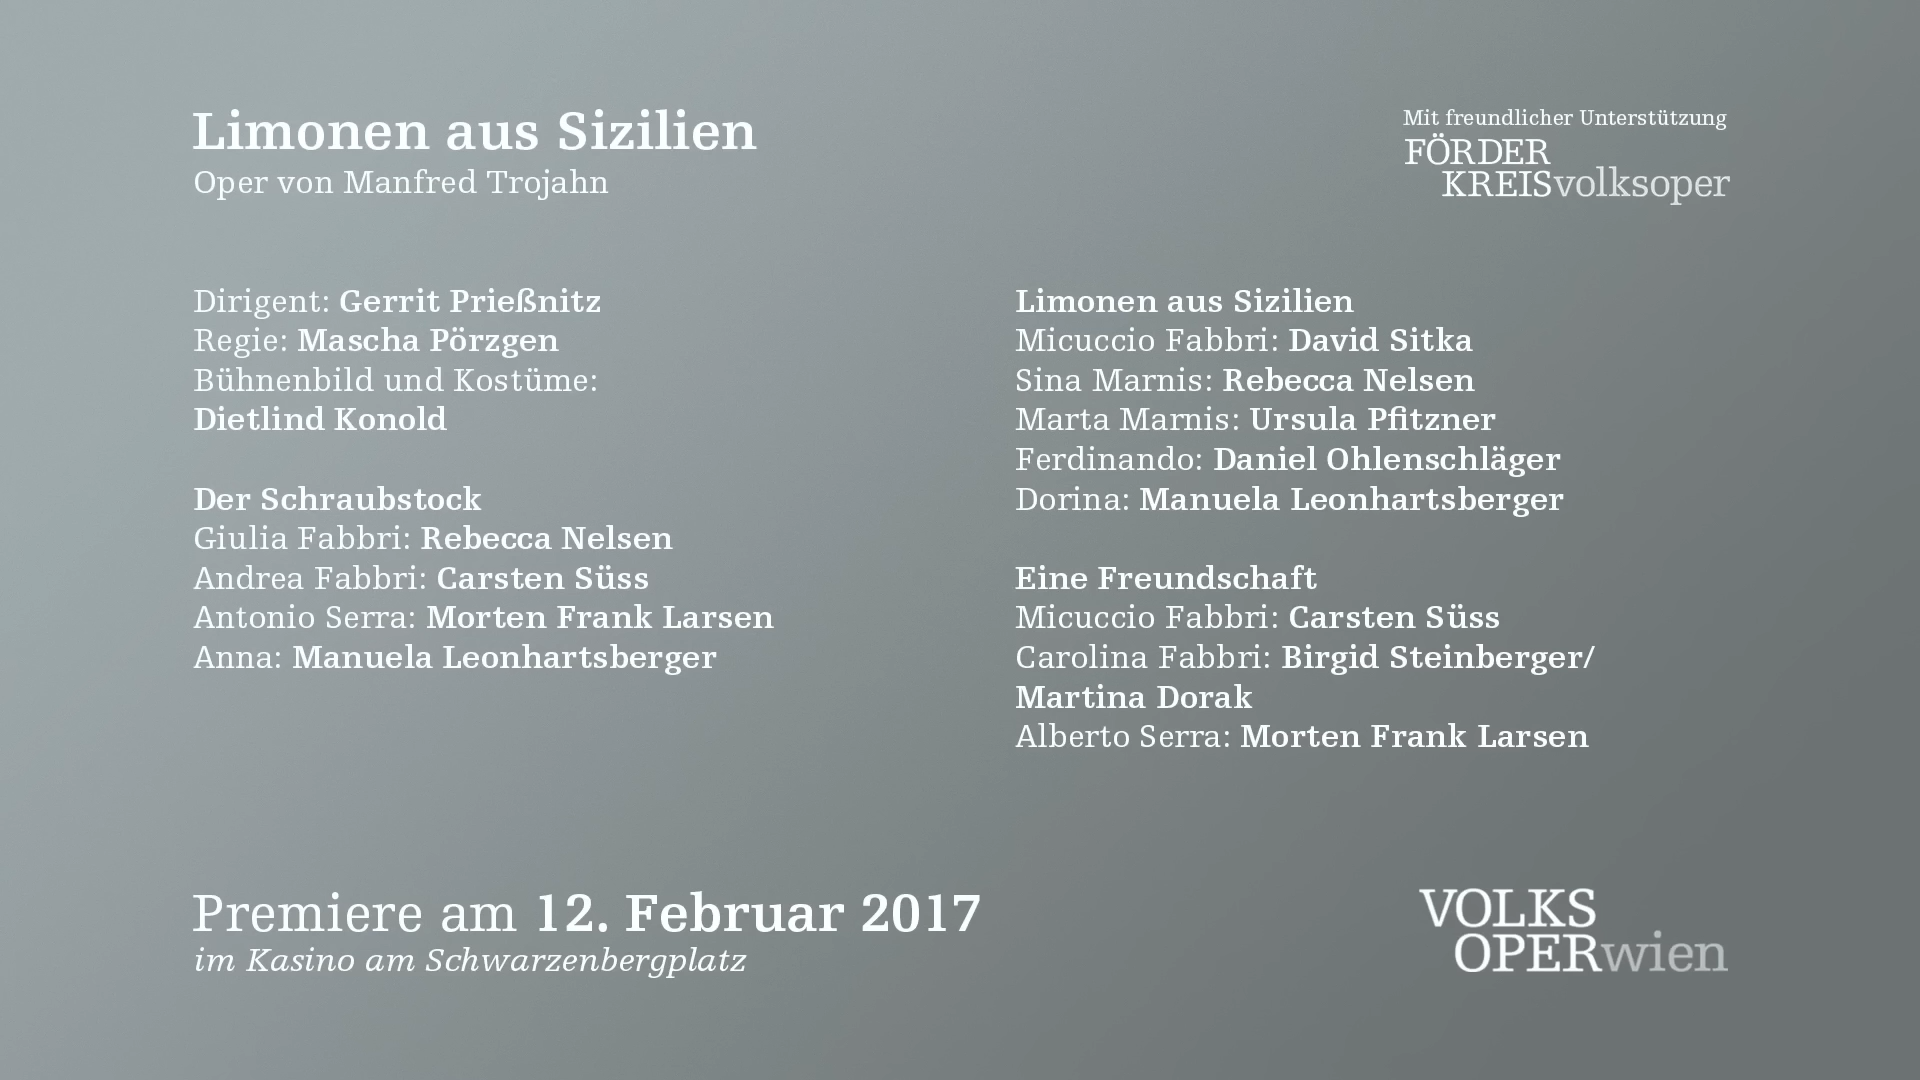 Limonen aus Sizilien
Oper von Manfred Trojahn
Mit freundlicher Unterstützung
FÖRDER
KREISvolksoper
Dirigent: Gerrit Prießnitz
Regie: Mascha Pörzgen
Bühnenbild und Kostüme:
Dietlind Konold
Der Schraubstock
Giulia Fabbri: Rebecca Nelsen
Andrea Fabbri: Carsten Süss
Antonio Serra: Morten Frank Larsen
Anna: Manuela Leonhartsberger
Limonen aus Sizilien
Micuccio Fabbri: David Sitka
Sina Marnis: Rebecca Nelsen
Marta Marnis: Ursula Pfitzner
Ferdinando: Daniel Ohlenschläger
Dorina: Manuela Leonhartsberger
Eine Freundschaft
Micuccio Fabbri: Carsten Süss
Carolina Fabbri: Birgid Steinberger/
Martina Dorak
Alberto Serra: Morten Frank Larsen
Premiere am 12. Februar 2017
im Kasino am Schwarzenbergplatz
VOLKS
OPERwien